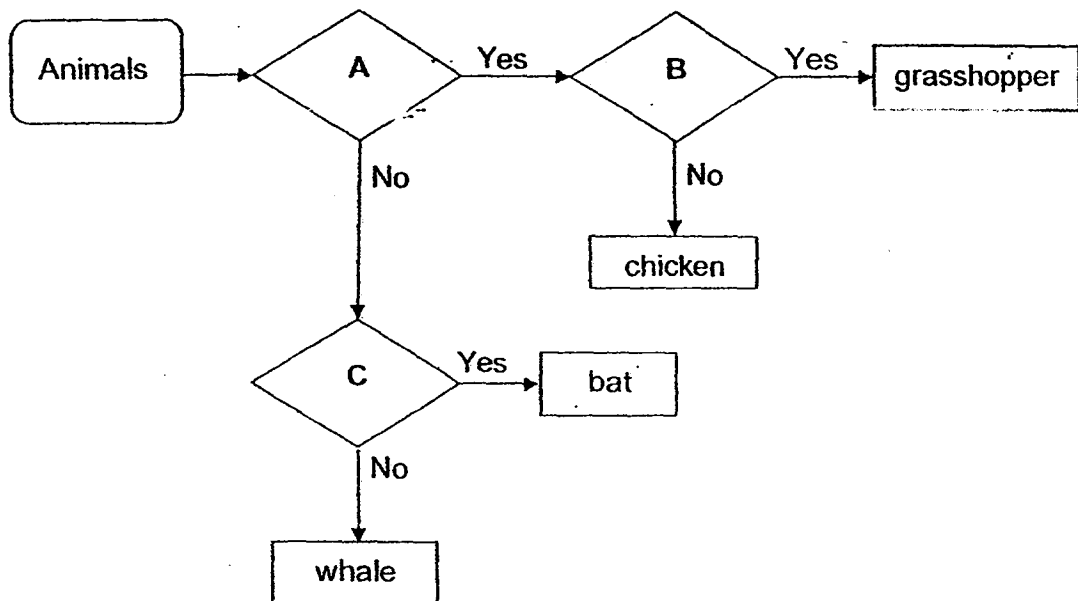 Animals
A
Yes
B
Yes
grasshopper
No
No
chicken
C
Yes
bat
No
whale